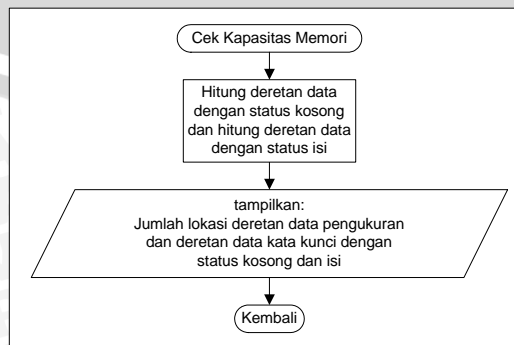 Cek Kapasitas Memori
Hitung deretan data
dengan status kosong
dan hitung deretan data
dengan status isi
tampilkan:
Jumlah lokasi deretan data pengukuran
dan deretan data kata kunci dengan
status kosong dan isi
Kembali